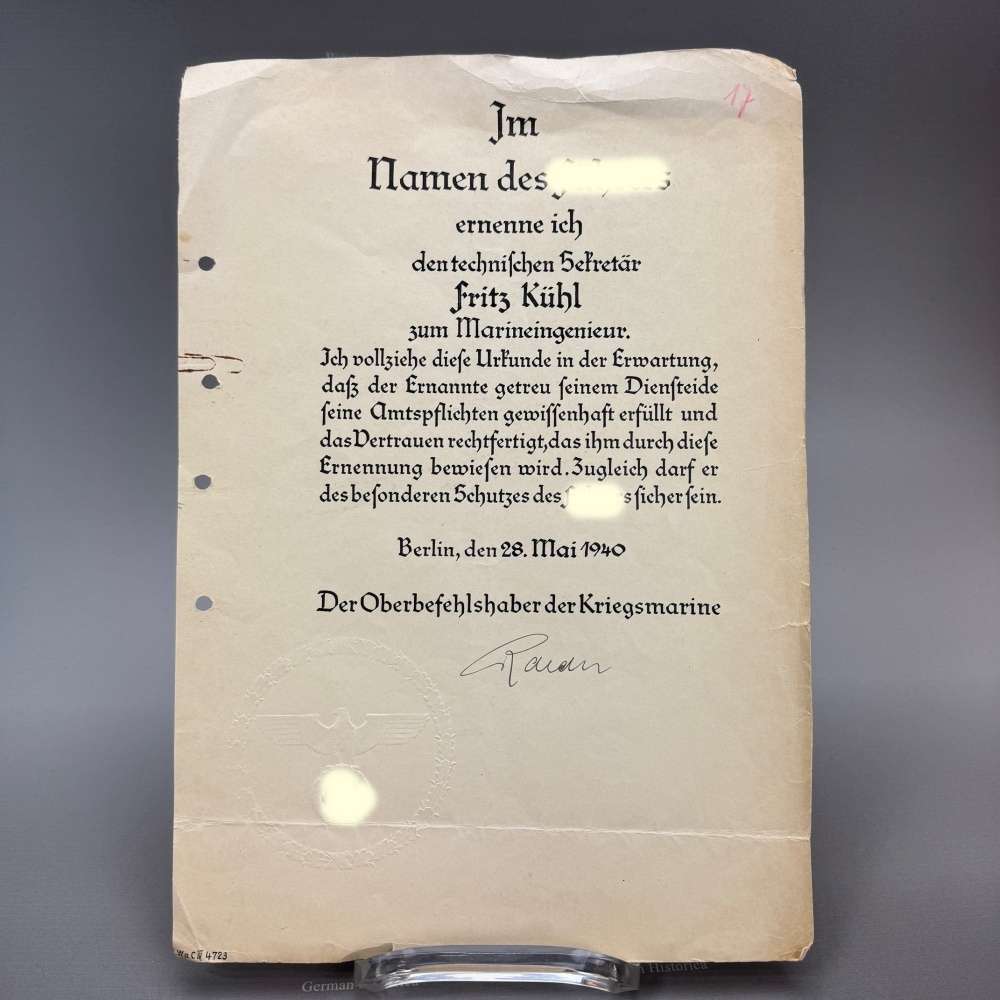 17
Im
Namen des
ernenne ich
den technischen Sekretär
Fritz Kühl
zum Marineingenieur.
Ich vollziehe diese Urkunde in der Erwartung,
daß der Ernannte getreu seinem Diensteide
seine Amtspflichten gewissenhaft erfüllt und
das Vertrauen rechtfertigt, das ihm durch diese
Ernennung bewiesen wird. Zugleich darf er
des besonderen Schutzes des sicher sein.
Berlin, den 28. Mai 1940
Der Oberbefehlshaber der Kriegsmarine
Raeder
4723
German Historica